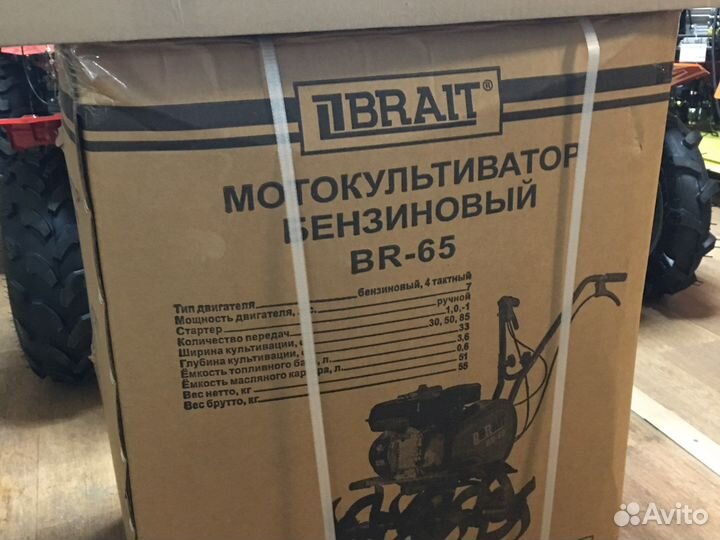 BRAIT®
МОТОКУЛЬТИВАТОР
БЕНЗИНОВЫЙ
BR-65
Тип двигателя бензиновый, 4 тактный
Мощность двигателя, с. 7
Стартер ручной
Количество передач 1,0,-1
Ширина культивации, 30, 50, 85
Глубина культивации, 33
Ёмкость топливного бака, л 3,6
Ёмкость масляного картера, л 0,6
Вес нетто, кг 51
Вес брутто, кг 55
BR-65
Avito